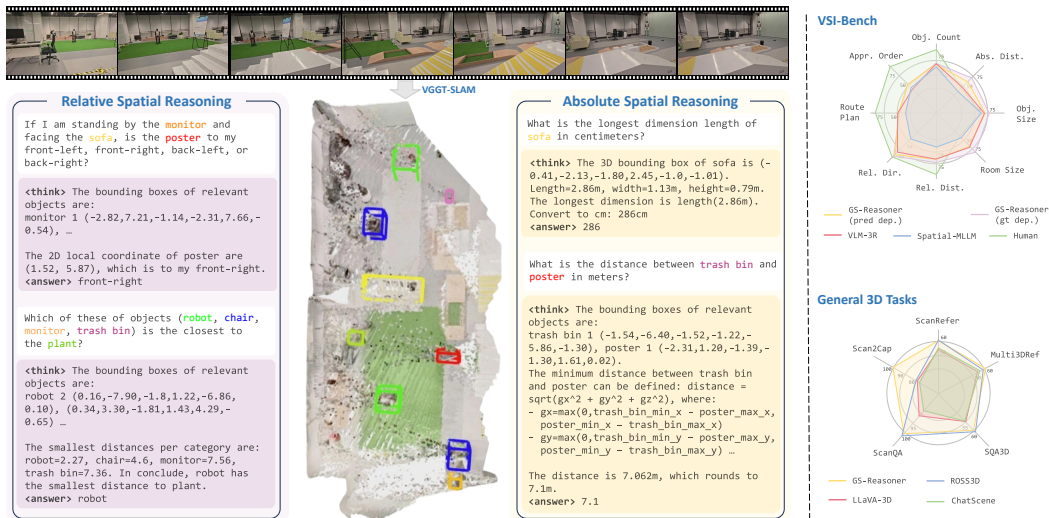 VGGT-SLAM
Relative Spatial Reasoning
If I am standing by the monitor and
facing the sofa, is the poster to my
front-left, front-right, back-left, or
back-right?
<think> The bounding boxes of relevant
objects are:
monitor 1 (-2.82,7.21,-1.14,-2.31,7.66,-
0.54), …
The 2D local coordinate of poster are
(1.52, 5.87), which is to my front-right.
<answer> front-right
Which of these of objects (robot, chair,
monitor, trash bin) is the closest to
the plant?
<think> The bounding boxes of relevant
objects are:
robot 2 (0.16,-7.90,-1.8,1.22,-6.86,
0.10), (0.34,3.30,-1.81,1.43,4.29,-
0.65) …
The smallest distances per category are:
robot=2.27, chair=4.6, monitor=7.56,
trash bin=7.36. In conclude, robot has
the smallest distance to plant.
<answer> robot
Absolute Spatial Reasoning
What is the longest dimension length of
sofa in centimeters?
<think> The 3D bounding box of sofa is (-
0.41,-2.13,-1.80,2.45,-1.0,-1.01).
Length=2.86m, width=1.13m, height=0.79m.
The longest dimension is length(2.86m).
Convert to cm: 286cm
<answer> 286
What is the distance between trash bin and
poster in meters?
<think> The bounding boxes of relevant
objects are:
trash bin 1 (-1.54,-6.40,-1.52,-1.22,-
5.86,-1.30), poster 1 (-2.31,1.20,-1.39,-
1.30,1.61,0.02).
The minimum distance between trash bin
and poster can be defined: distance =
sqrt(gx^2 + gy^2 + gz^2), where:
- gx=max(0,trash_bin_min_x - poster_max_x,
poster_min_x - trash_bin_max_x)
- gy=max(0,trash_bin_min_y - poster_max_y,
poster_min_y - trash_bin_max_y) …
The distance is 7.062m, which rounds to
7.1m.
<answer> 7.1
VSI-Bench
Obj. Count
Appr. Order
Abs. Dist.
Route
Plan
Obj.
Size
Rel. Dir.
Room Size
Rel. Dist.
GS-Reasoner
(pred dep.)
GS-Reasoner
(gt dep.)
VLM-3R
Spatial-MLLM
Human
General 3D Tasks
ScanRefer
60
Scan2Cap
100
Multi3DRef
60
ScanQA
100
SQA3D
60
GS-Reasoner
ROSS3D
LLaVA-3D
ChatScene